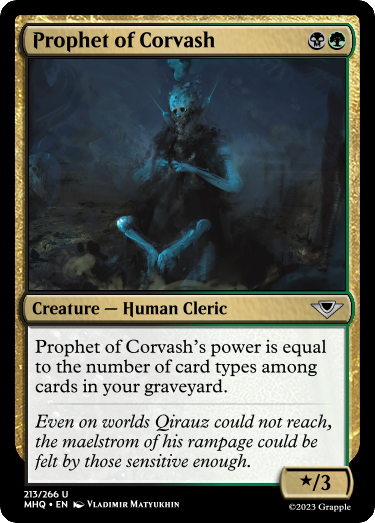 Prophet of Corvash
Creature — Human Cleric
Prophet of Corvash's power is equal
to the number of card types among
cards in your graveyard.
Even on worlds Qirauz could not reach,
the maelstrom of his rampage could be
felt by those sensitive enough.
★/3
213/266 U
MHQ • EN Vladimir Matyukhin
©2023 Grapple